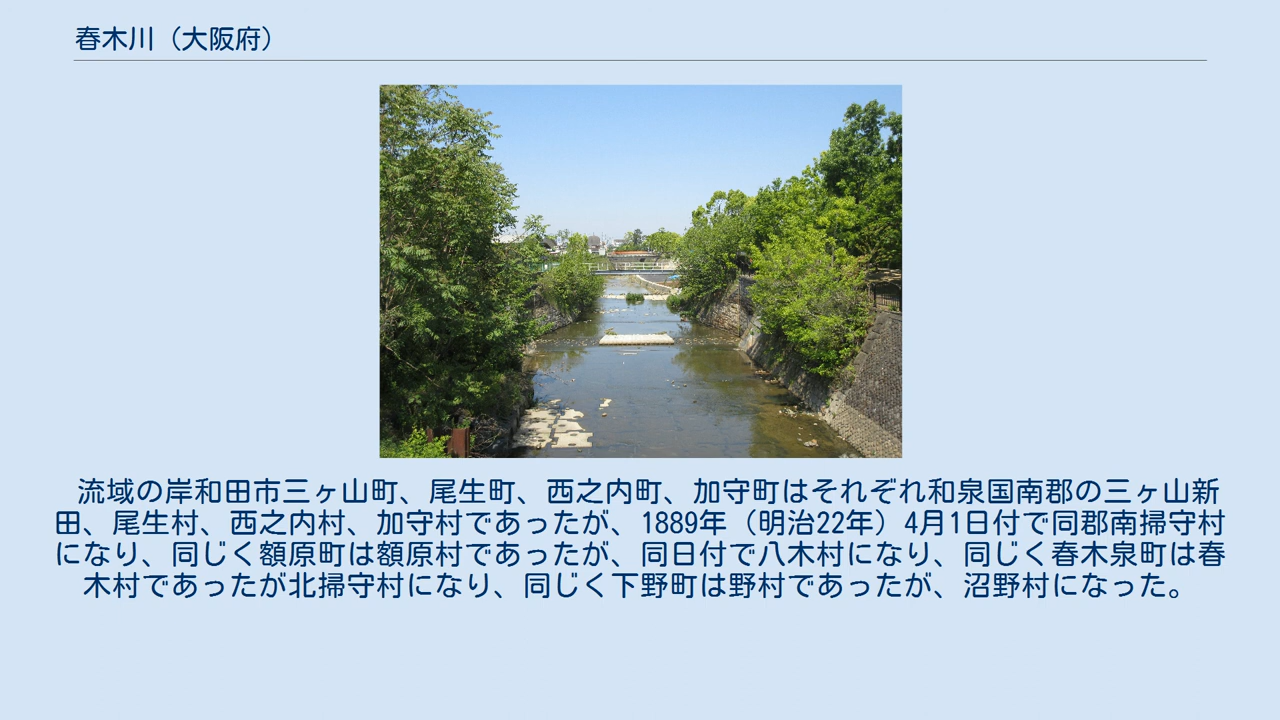 春木川（大阪府）
流域の岸和田市三ヶ山町、尾生町、西之内町、加守町はそれぞれ和泉国南郡の三ヶ山新
田、尾生村、西之内村、加守村であったが、1889年（明治22年）4月1日付で同郡南掃守村
になり、同じく額原町は額原村であったが、同日付で八木村になり、同じく春木泉町は春
木村であったが北掃守村になり、同じく下野町は野村であったが、沼野村になった。